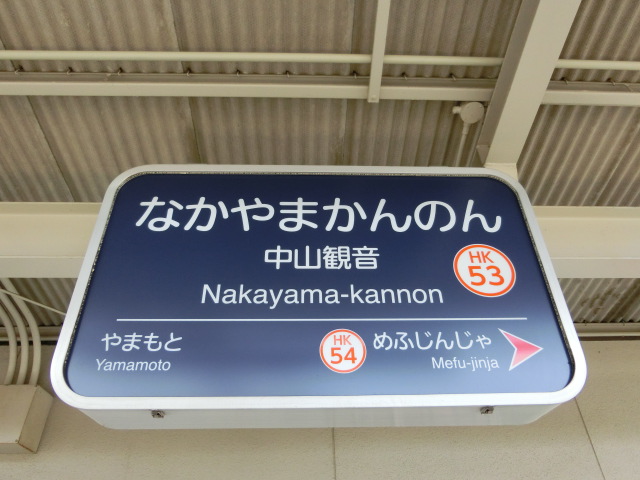 なかやまかんのん
中山観音
HK
53
Nakayama-kannon
やまもと
Yamamoto
HK
54
めふじんじゃ
Mefu-jinja